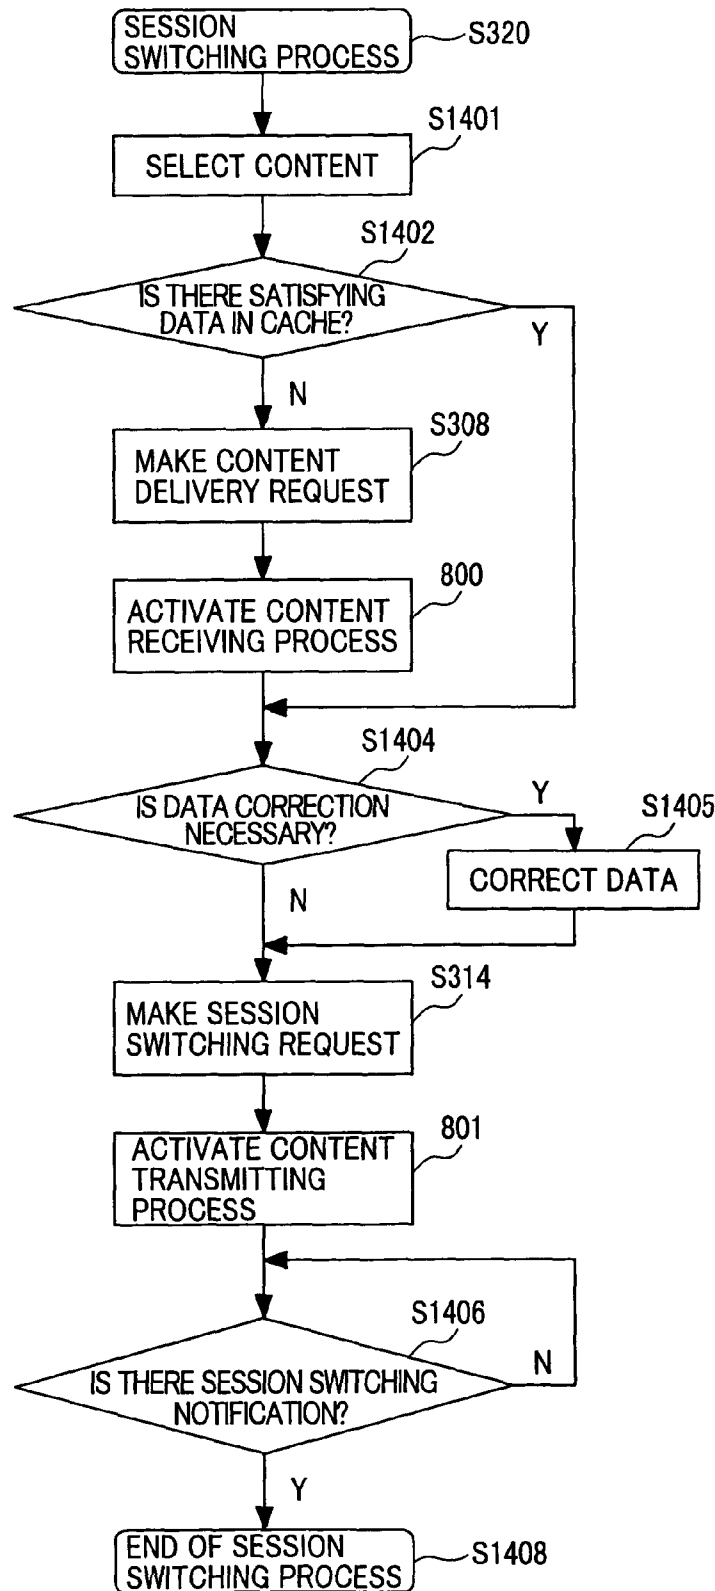 SESSION
SWITCHING PROCESS
S320
S1401
SELECT CONTENT
S1402
IS THERE SATISFYING
DATA IN CACHE?
Y
N
S308
MAKE CONTENT
DELIVERY REQUEST
800
ACTIVATE CONTENT
RECEIVING PROCESS
S1404
IS DATA CORRECTION
NECESSARY?
Y
S1405
CORRECT DATA
N
S314
MAKE SESSION
SWITCHING REQUEST
801
ACTIVATE CONTENT
TRANSMITTING
PROCESS
S1406
IS THERE SESSION SWITCHING
NOTIFICATION?
N
Y
END OF SESSION
SWITCHING PROCESS
S1408